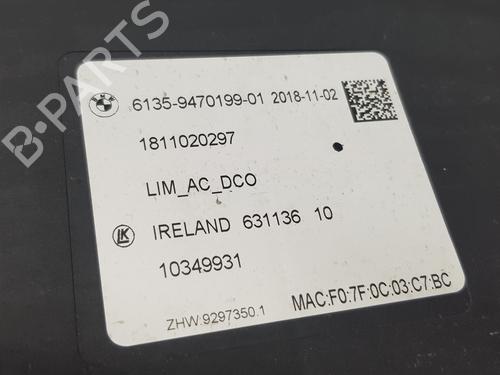 B-PARTS
6135-9470199-01 2018-11-02
1811020297
LIM_AC_DCO
LK IRELAND 631136 10
10349931
ZHW:9297350.1 MAC:F0:7F:0C:03:C7:BC